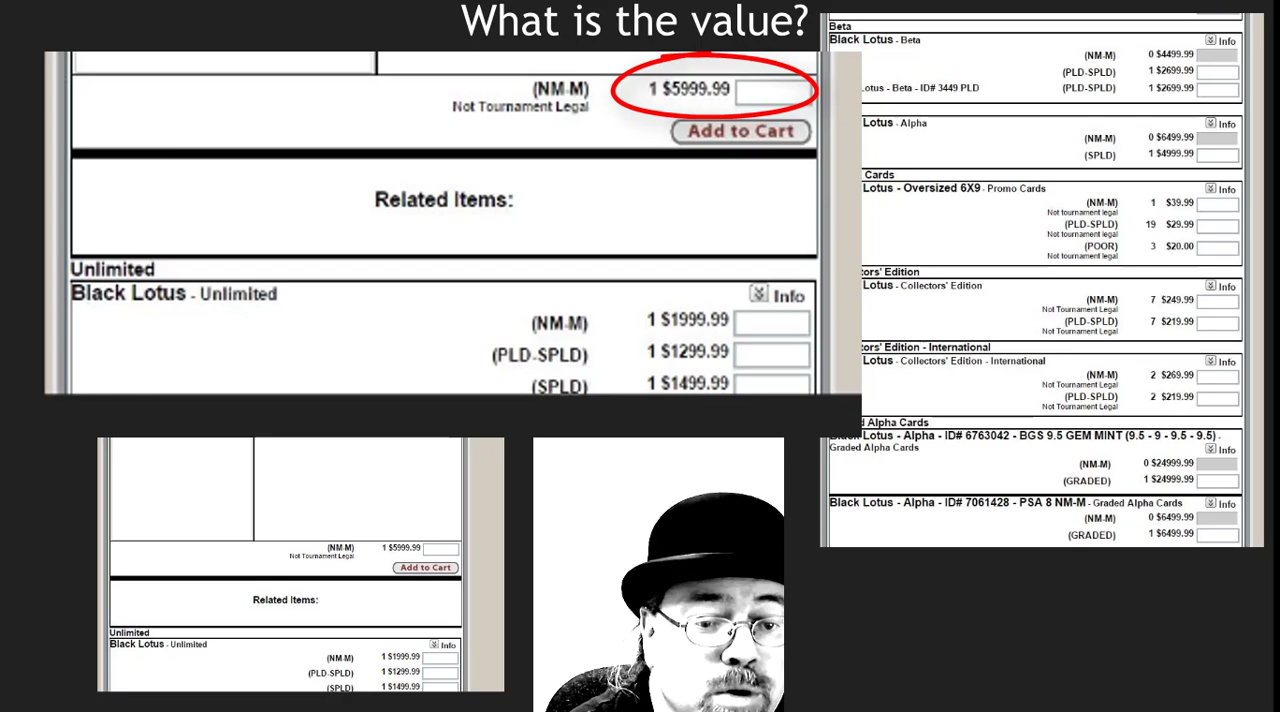 What is the value?
(NM-M) 1 $5999.99
Not Tournament Legal
Add to Cart
Related Items:
Unlimited
Black Lotus - Unlimited Info
(NM-M) 1 $1999.99
(PLD-SPLD) 1 $1299.99
(SPLD) 1 $1499.99
Beta
Black Lotus - Beta Info
(NM-M) 0 $4499.99
(PLD-SPLD) 1 $2699.99
Lotus - Beta - ID# 3449 PLD (PLD-SPLD) 1 $2699.99
Lotus - Alpha Info
(NM-M) 0 $6499.99
(SPLD) 1 $4999.99
Cards
Lotus - Oversized 6X9 - Promo Cards Info
(NM-M) 1 $39.99
Not tournament legal
(PLD-SPLD) 19 $29.99
Not tournament legal
(POOR) 3 $20.00
Not tournament legal
tors' Edition
Lotus - Collectors' Edition Info
(NM-M) 7 $249.99
Not Tournament Legal
(PLD-SPLD) 7 $219.99
Not Tournament Legal
tors' Edition - International
Lotus - Collectors' Edition - International Info
(NM-M) 2 $269.99
Not Tournament Legal
(PLD-SPLD) 2 $219.99
Not Tournament Legal
d Alpha Cards
Black Lotus - Alpha - ID# 6763042 - BGS 9.5 GEM MINT (9.5 - 9 - 9.5 - 9.5) -
Graded Alpha Cards Info
(NM-M) 0 $24999.99
(GRADED) 1 $24999.99
Black Lotus - Alpha - ID# 7061428 - PSA 8 NM-M - Graded Alpha Cards Info
(NM-M) 0 $6499.99
(GRADED) 1 $6499.99
(NM-M) 1 $5999.99
Not Tournament Legal
Add to Cart
Related Items:
Unlimited
Black Lotus - Unlimited Info
(NM-M) 1 $1999.99
(PLD-SPLD) 1 $1299.99
(SPLD) 1 $1499.99